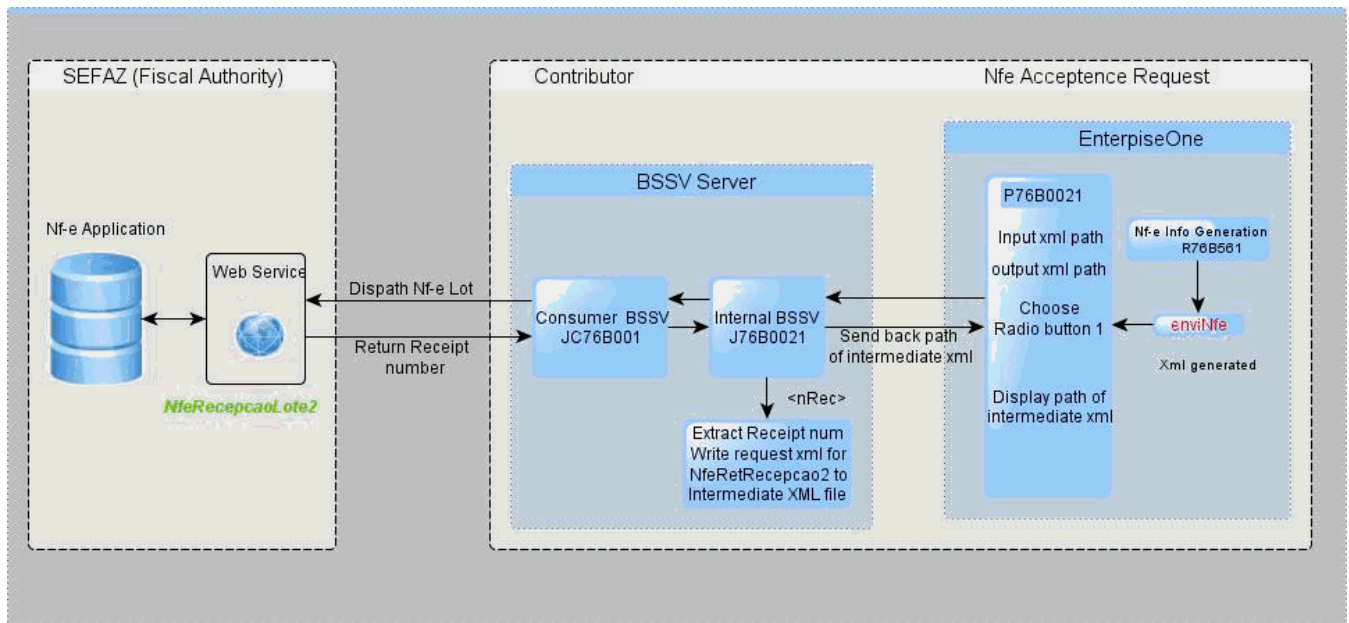 SEFAZ (Fiscal Authority)
Contributor
Nfe Acceptence Request
EnterpiseOne
BSSV Server
Nf-e Application
Web Service
NfeRecepcaoLote2
Dispath Nf-e Lot
Return Receipt
number
Consumer BSSV
JC76B001
Internal BSSV
J76B0021
Send back path
of intermediate xml
<nRec>
Extract Receipt num
Write request xml for
NfeRetRecepcao2 to
Intermediate XML file
P76B0021
Input xml path
output xml path
Choose
Radio button 1
Display path of
intermediate xml
Nf-e Info Generation
R76B561
enviNfe
Xml generated